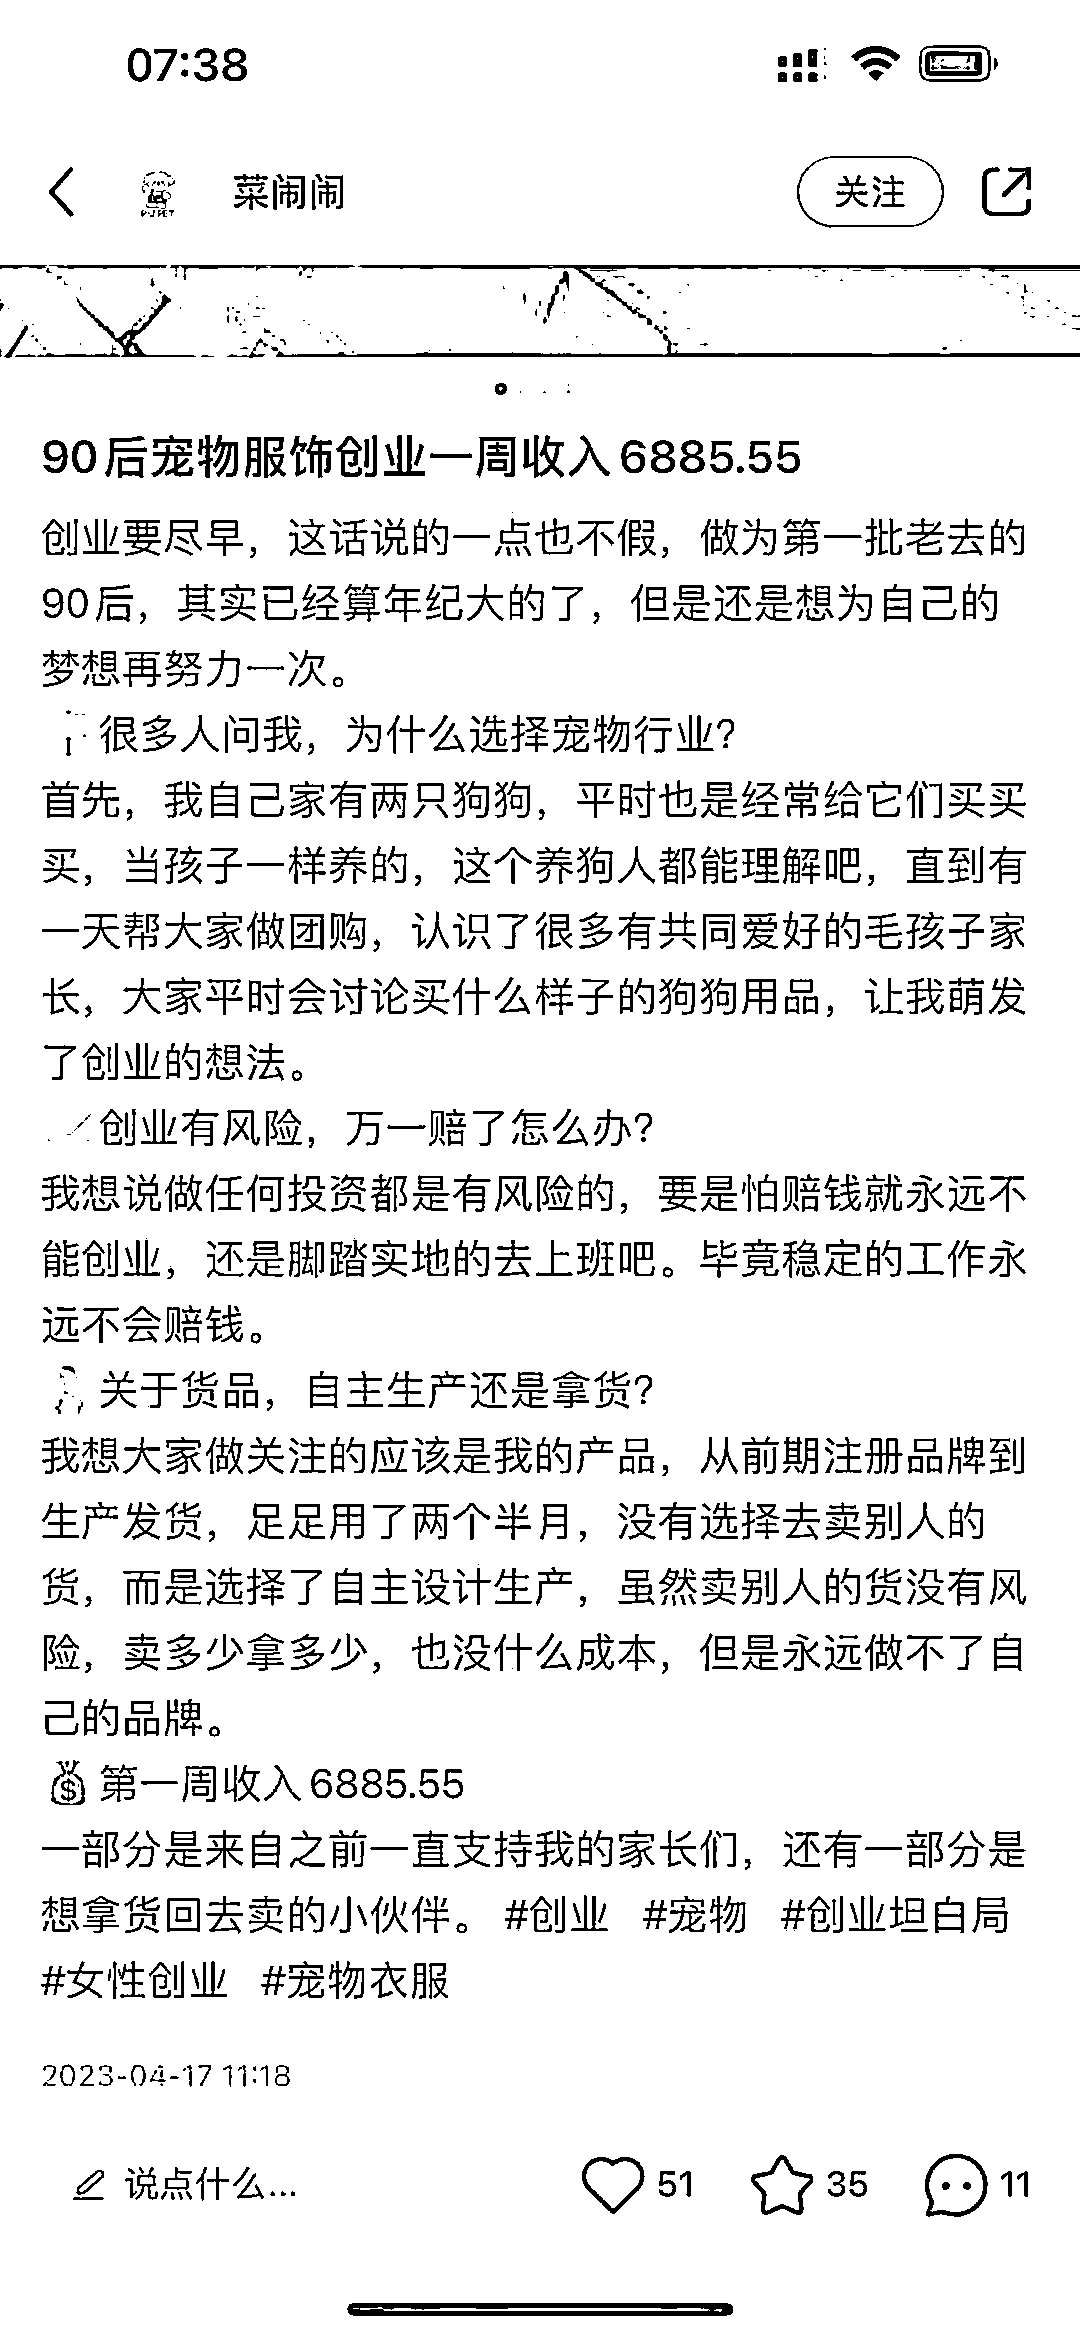 07:38
菜闹闹
关注
90后宠物服饰创业一周收入6885.55
创业要尽早，这话说的一点也不假，做为第一批老去的
90后，其实已经算年纪大的了，但是还是想为自己的
梦想再努力一次。
很多人问我，为什么选择宠物行业？
首先，我自己家有两只狗狗，平时也是经常给它们买买
买，当孩子一样养的，这个养狗人都能理解吧，直到有
一天帮大家做团购，认识了很多有共同爱好的毛孩子家
长，大家平时会讨论买什么样子的狗狗用品，让我萌发
了创业的想法。
创业有风险，万一赔了怎么办？
我想说做任何投资都是有风险的，要是怕赔钱就永远不
能创业，还是脚踏实地的去上班吧。毕竟稳定的工作永
远不会赔钱。
关于货品，自主生产还是拿货？
我想大家做关注的应该是我的产品，从前期注册品牌到
生产发货，足足用了两个半月，没有选择去卖别人的
货，而是选择了自主设计生产，虽然卖别人的货没有风
险，卖多少拿多少，也没什么成本，但是永远做不了自
己的品牌。
💰第一周收入6885.55
一部分是来自之前一直支持我的家长们，还有一部分是
想拿货回去卖的小伙伴。 #创业 #宠物 #创业坦白局
#女性创业 #宠物衣服
2023-04-17 11:18
说点什么...
51
35
11